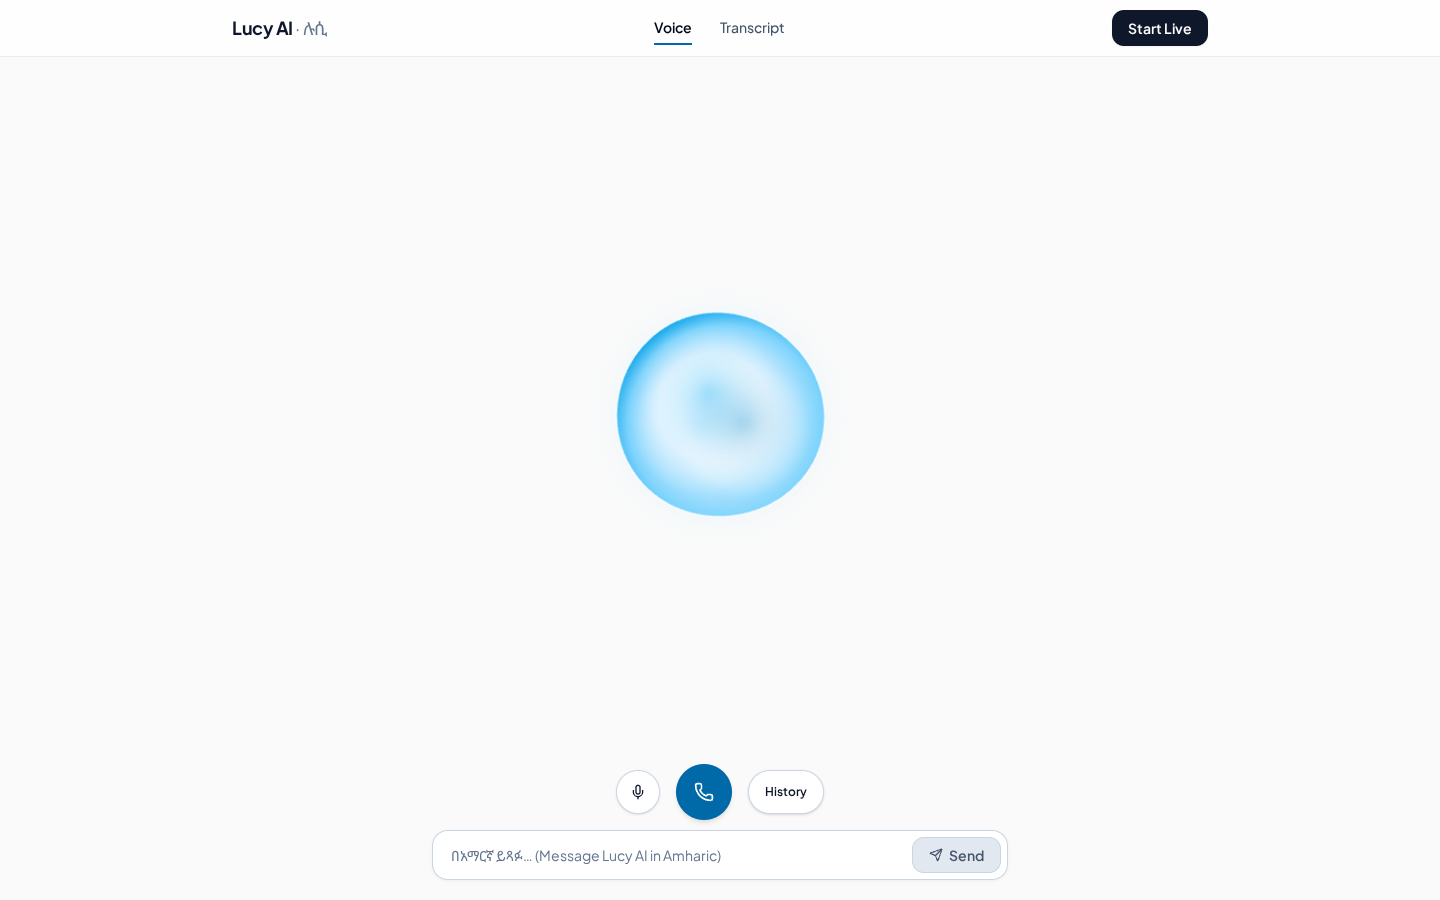 Lucy AI · ሉሲ
Voice
Transcript
Start Live
History
በአማርኛ ይጻፉ... (Message Lucy AI in Amharic)
Send